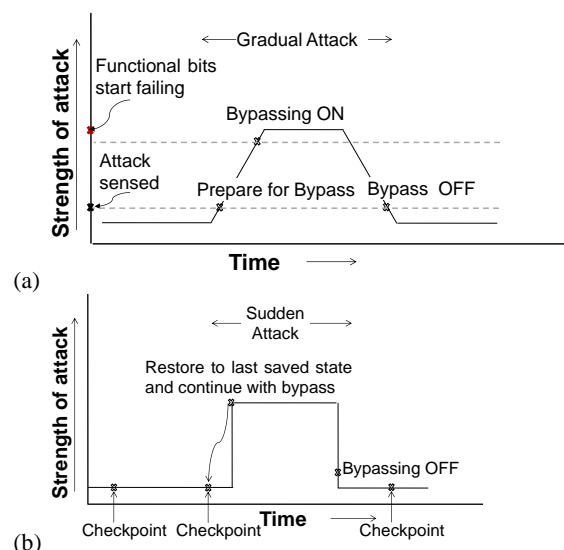 Gradual Attack
Functional bits
start failing
Bypassing ON
Attack
sensed
Prepare for Bypass
Bypass OFF
Strength of attack
Time
(a)
Sudden
Attack
Restore to last saved state
and continue with bypass
Bypassing OFF
Strength of attack
Checkpoint
Checkpoint
Time
Checkpoint
(b)